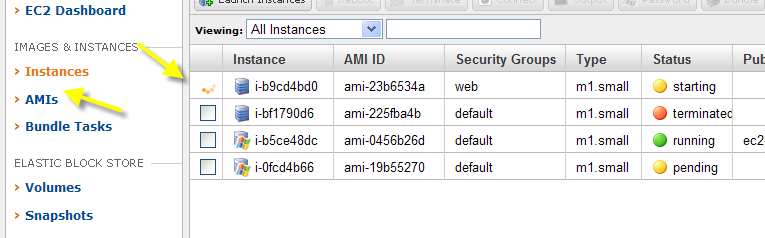 EC2 Dashboard
IMAGES & INSTANCES
Instances
AMIs
Bundle Tasks
ELASTIC BLOCK STORE
Volumes
Snapshots
Launch Instances Reboot Terminate Connect Output Password Bundle
Viewing: All Instances
Instance AMI ID Security Groups Type Status Pub
i-b9cd4bd0 ami-23b6534a web m1.small starting
i-bf1790d6 ami-225fba4b default m1.small terminated
i-b5ce48dc ami-0456b26d default m1.small running ec2-
i-0fcd4b66 ami-19b55270 default m1.small pending